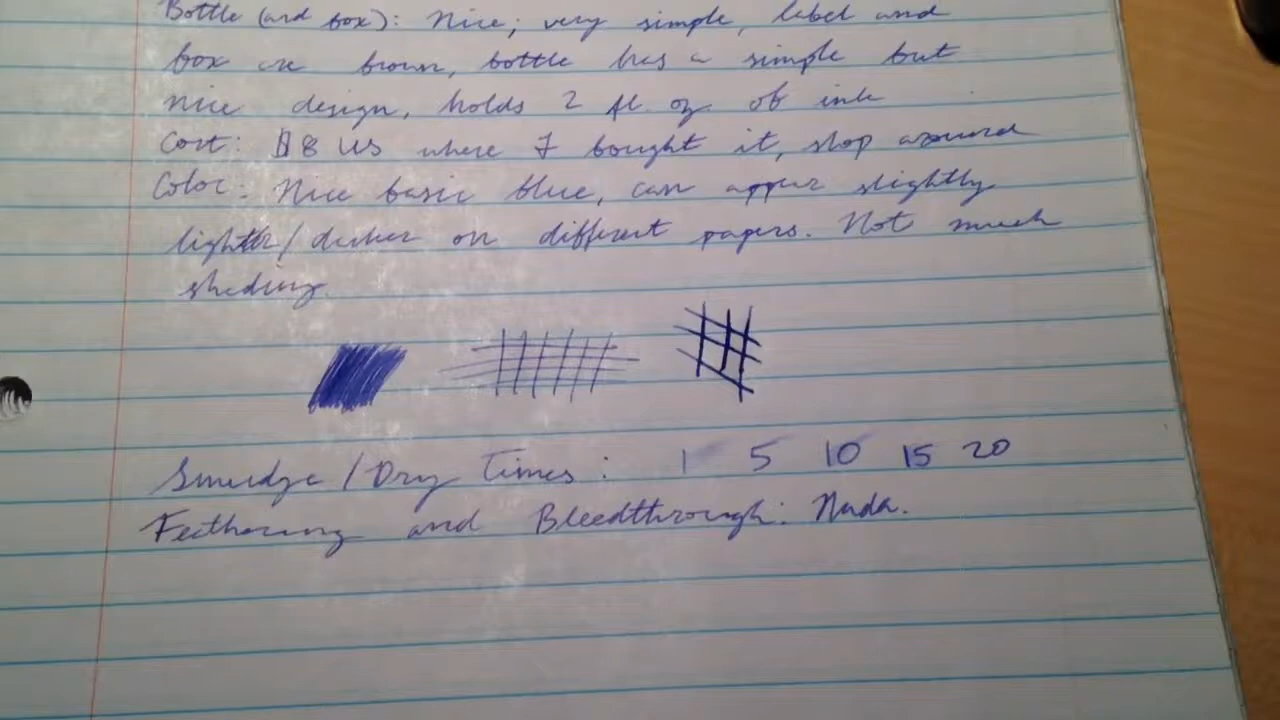 Bottle (and box): Nice; very simple, label and
box are brown, bottle has a simple but
nice design, holds 2 fl. oz of ink
Cost: $8 US where I bought it, shop around
Color: Nice basic blue, can appear slightly
lighter/darker on different papers. Not much
shading.
Smudge/Dry Times: 1 5 10 15 20
Feathering and Bleedthrough: Nada.